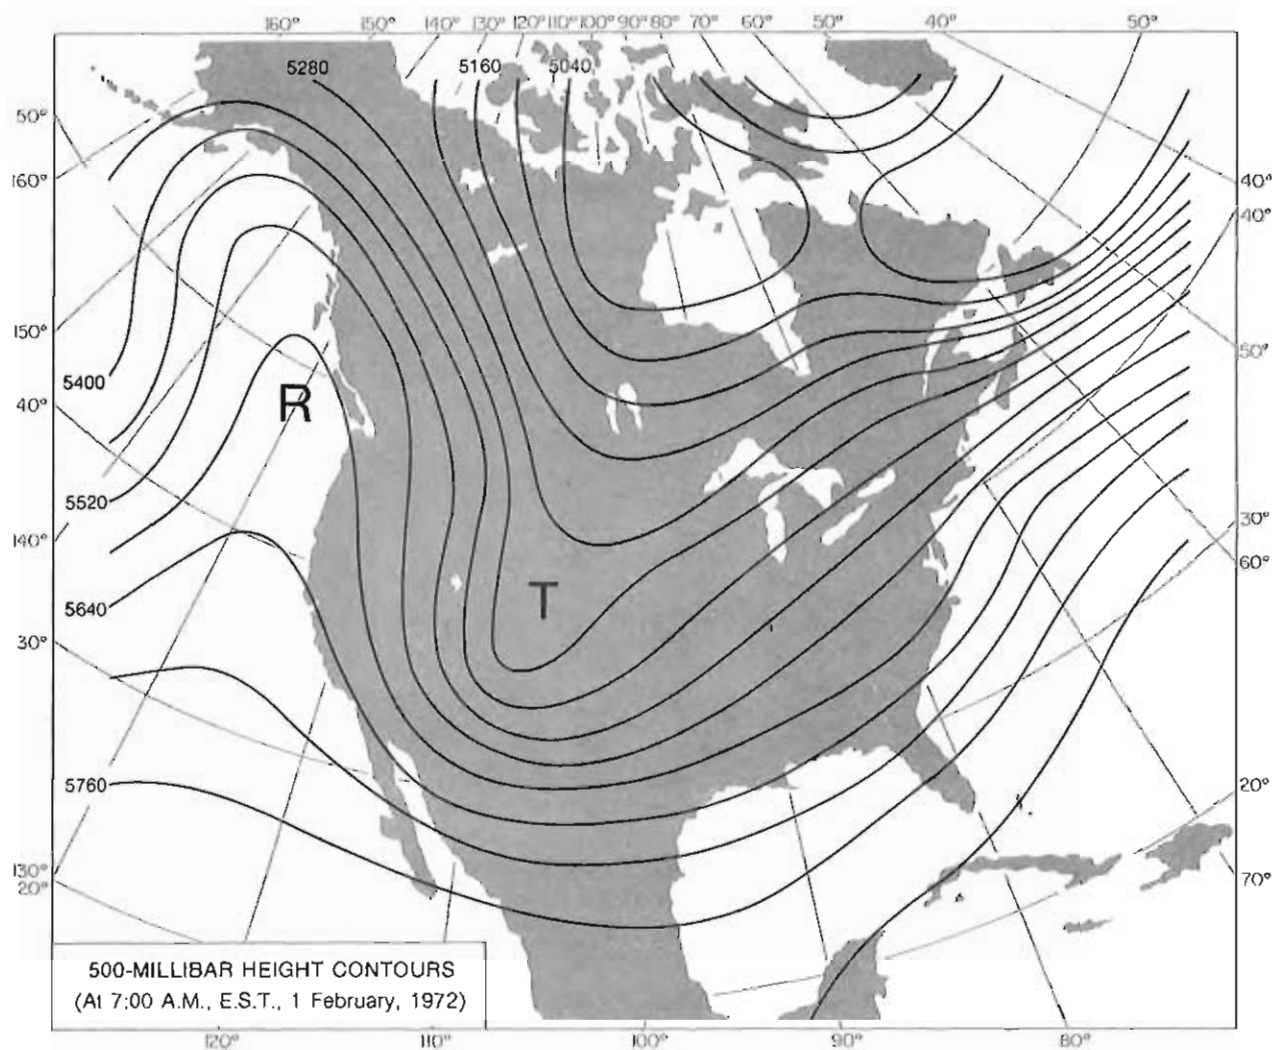 160° 150° 140° 130° 120° 110° 100° 90° 80° 70° 60° 50° 40° 50°
5280 5160 5040
50°
160°
40°
40°
150°
50°
5400
R
40°
5520
30°
140°
60°
T
5640
30°
5760
20°
130°
20°
70°
500-MILLIBAR HEIGHT CONTOURS
(At 7:00 A.M., E.S.T., 1 February, 1972)
120° 110° 100° 90° 80°